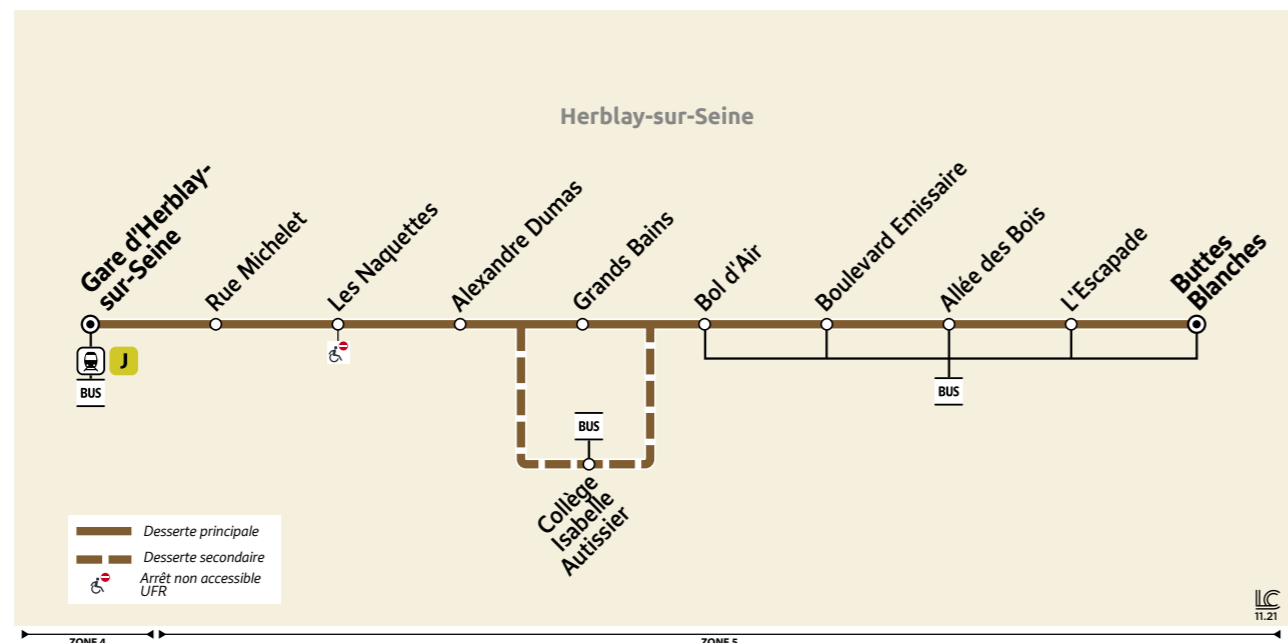 Herblay-sur-Seine
Gare d'Herblay-
sur-Seine
Rue Michelet
Les Naquettes
Alexandre Dumas
Grands Bains
Bol d'Air
Boulevard Emissaire
Allée des Bois
L'Escapade
Buttes
Blanches
J
BUS
BUS
BUS
Collège
Isabelle
Autissier
Desserte principale
Desserte secondaire
Arrêt non accessible
UFR
LC
11.21
ZONE 4
ZONE 5